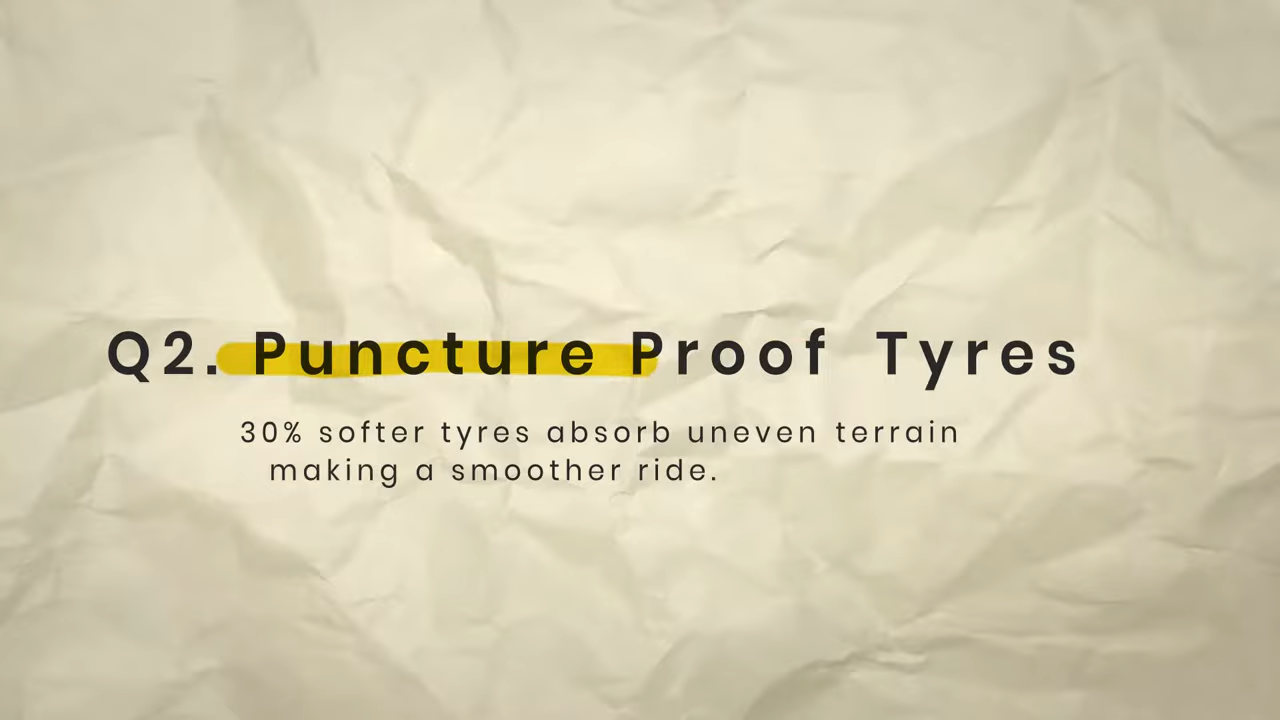 Q2. Puncture Proof Tyres
30% softer tyres absorb uneven terrain
making a smoother ride.